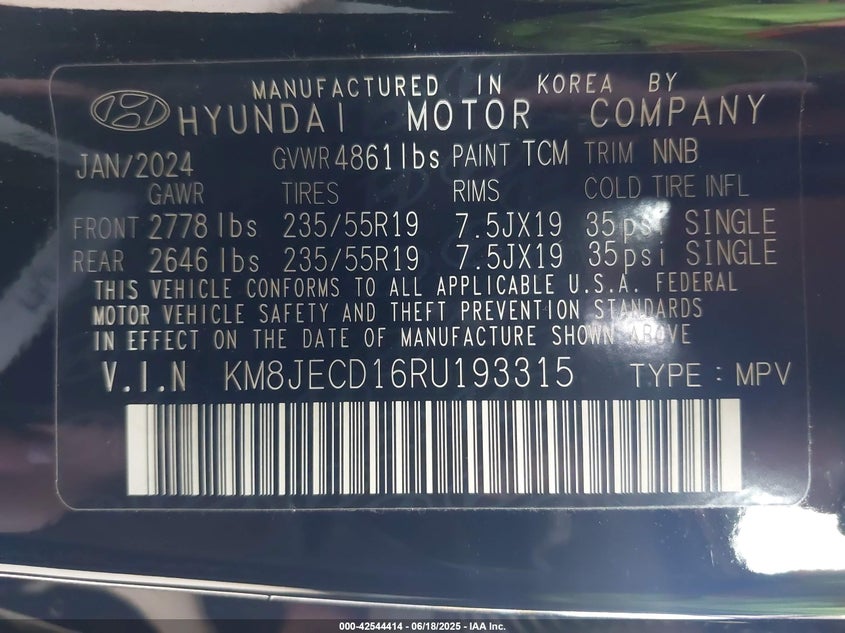 MANUFACTURED IN KOREA BY
HYUNDAI MOTOR COMPANY
JAN/2024 GVWR 4861lbs PAINT TCM TRIM NNB
GAWR TIRES RIMS COLD TIRE INFL
FRONT 2778 lbs 235/55R19 7.5JX19 35psi SINGLE
REAR 2646 lbs 235/55R19 7.5JX19 35psi SINGLE
THIS VEHICLE CONFORMS TO ALL APPLICABLE U.S.A. FEDERAL
MOTOR VEHICLE SAFETY AND THEFT PREVENTION STANDARDS
IN EFFECT ON THE DATE OF MANUFACTURE SHOWN ABOVE
V.I.N KM8JECD16RU193315 TYPE : MPV
000-42544414 - 06/18/2025 - IAA Inc.